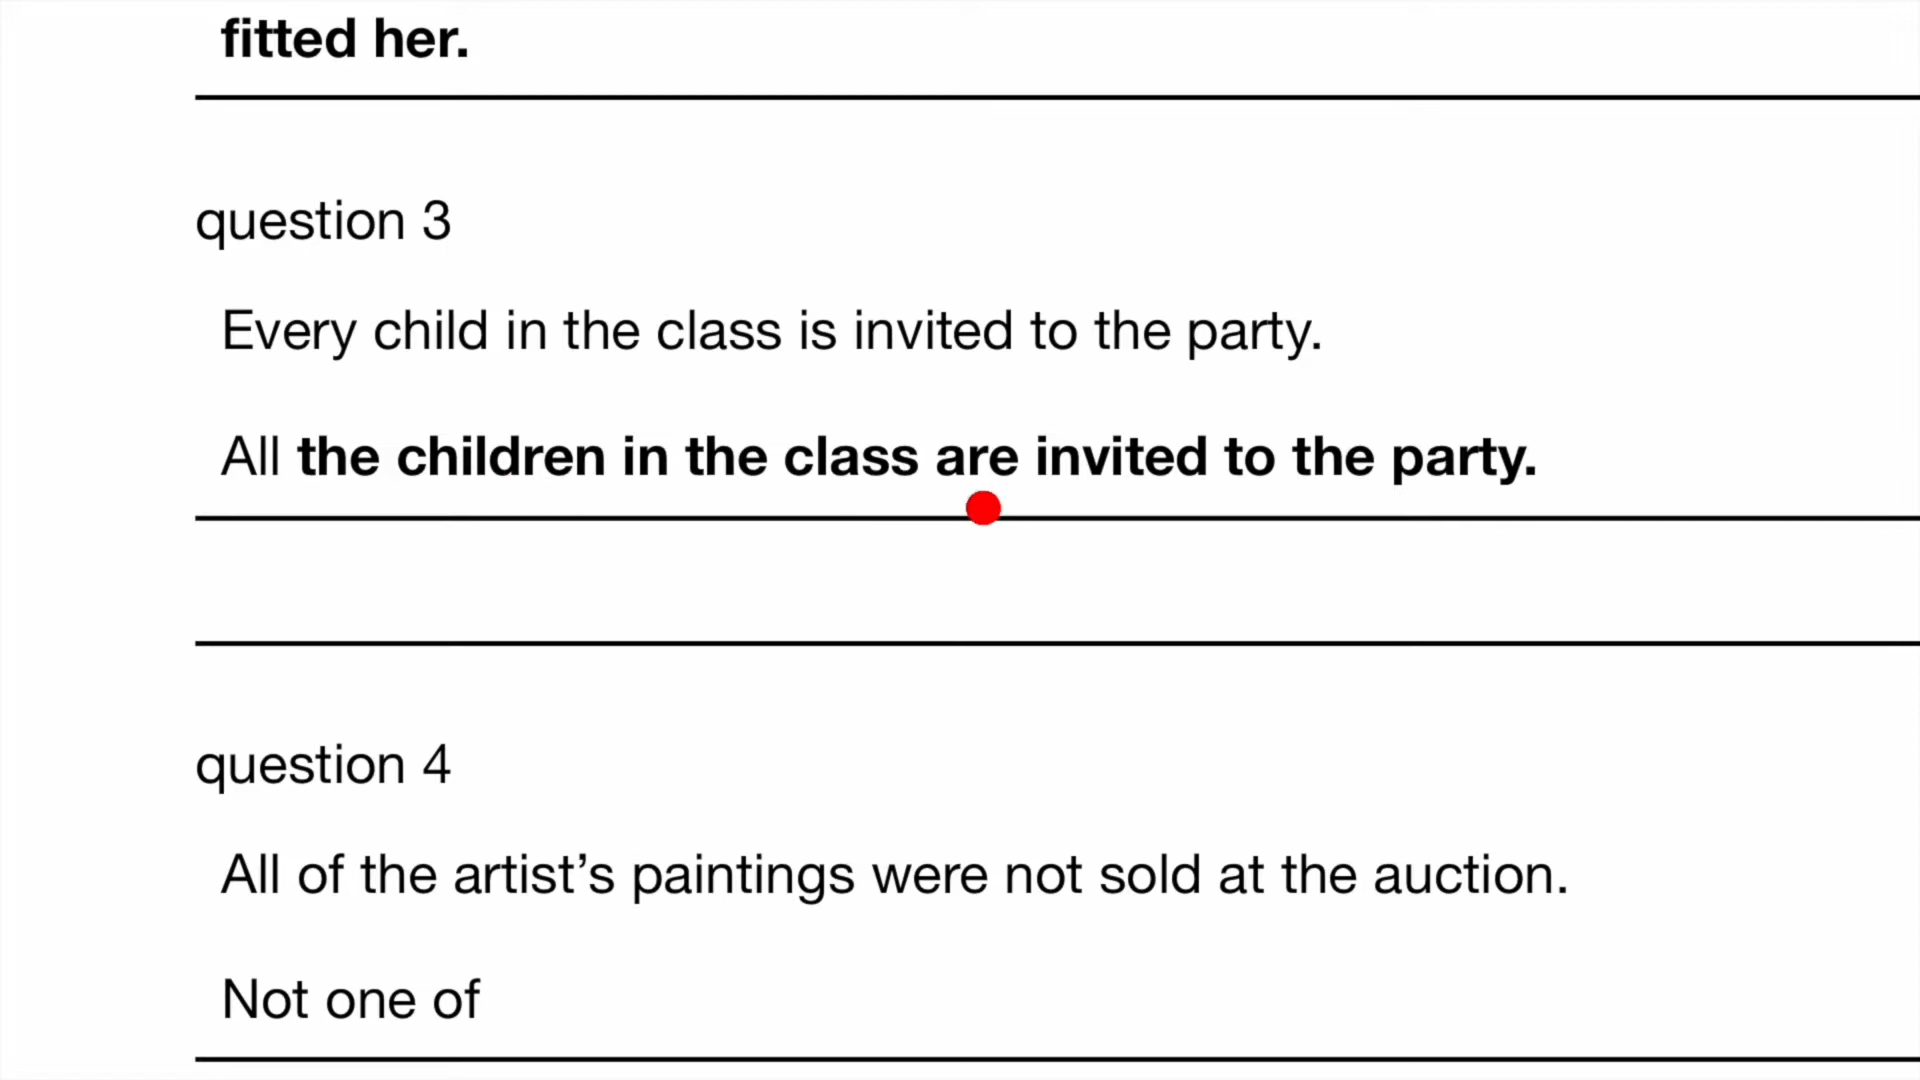 fitted her.
question 3
Every child in the class is invited to the party.
All the children in the class are invited to the party.
question 4
All of the artist’s paintings were not sold at the auction.
Not one of